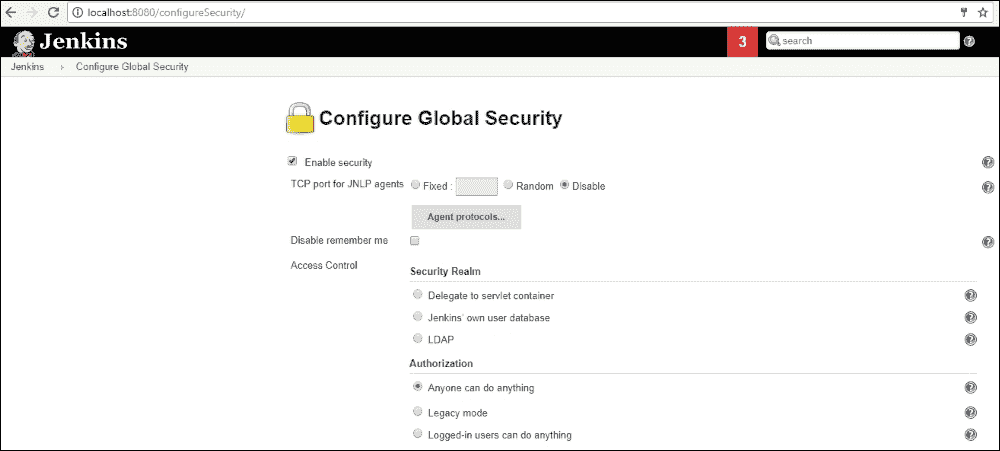 localhost:8080/configureSecurity/
Jenkins
3
search
Jenkins › Configure Global Security
Configure Global Security
Enable security
TCP port for JNLP agents Fixed : Random Disable
Agent protocols...
Disable remember me
Access Control
Security Realm
Delegate to servlet container
Jenkins' own user database
LDAP
Authorization
Anyone can do anything
Legacy mode
Logged-in users can do anything